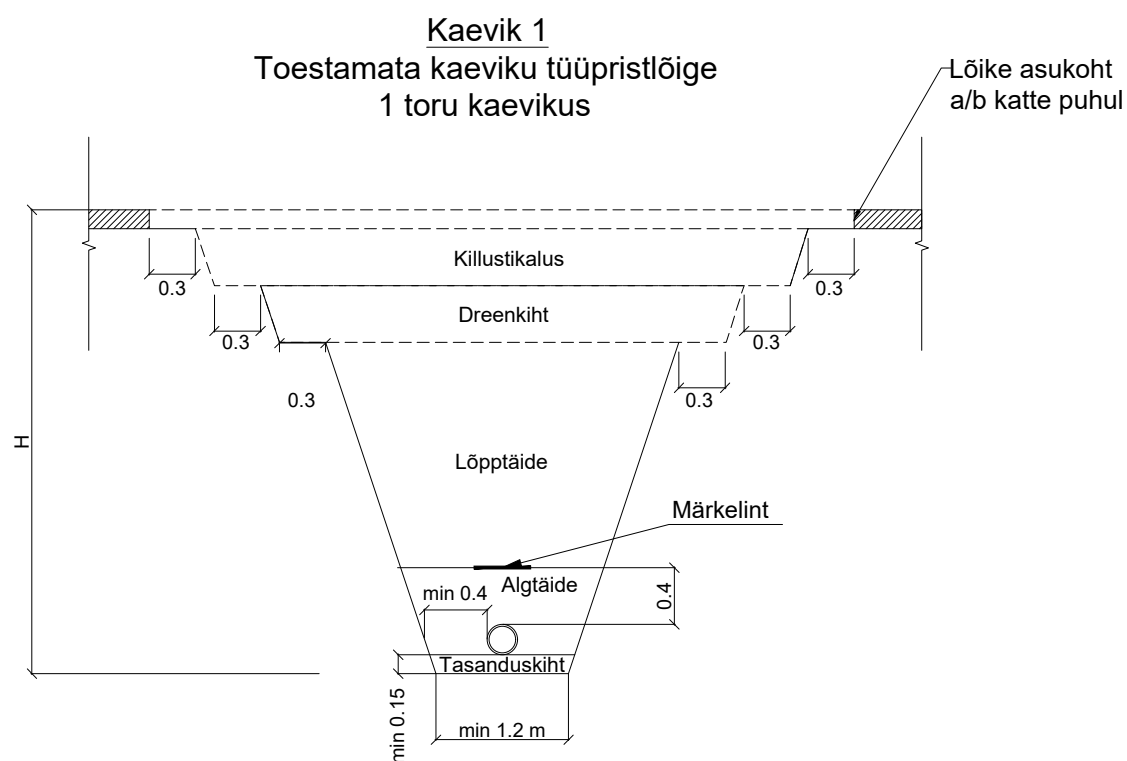 Kaevik 1
Toestamata kaeviku tüüpristlõige
1 toru kaevikus
Lõike asukoht
a/b katte puhul
Killustikalus
0.3
0.3
Dreenkiht
0.3
0.3
0.3
0.3
H
Lõpptäide
Märkelint
Algtäide
min 0.4
0.4
Tasanduskiht
min 0.15
min 1.2 m